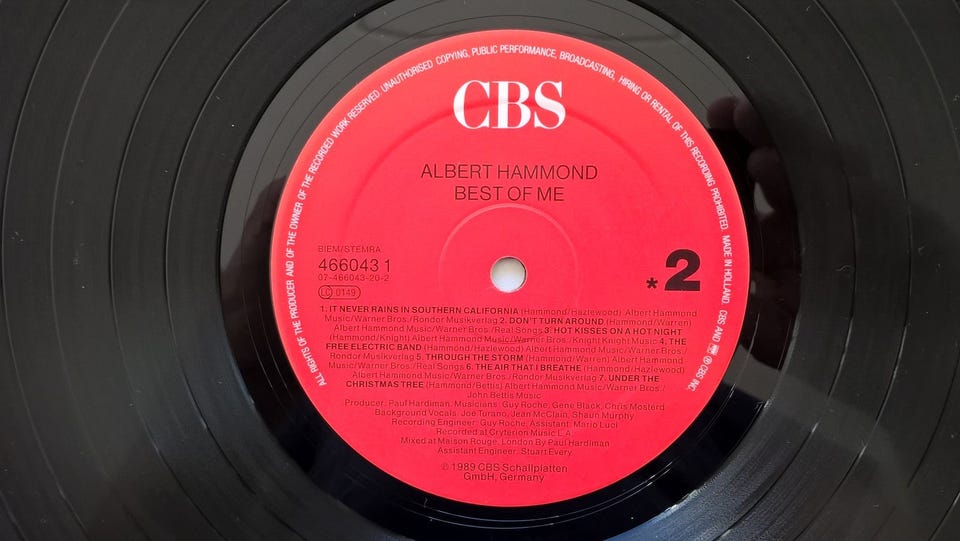 ALL RIGHTS OF THE PRODUCER AND OF THE OWNER OF THE RECORDED WORK RESERVED. UNAUTHORISED COPYING, PUBLIC PERFORMANCE, BROADCASTING, HIRING OR RENTAL OF THIS RECORDING PROHIBITED. MADE IN HOLLAND. CBS AND ® CBS INC.
CBS
ALBERT HAMMOND
BEST OF ME
BIEM/STEMRA
466043 1
07-466043-20-2
LC 0149
*2
1. IT NEVER RAINS IN SOUTHERN CALIFORNIA (Hammond/Hazlewood) Albert Hammond
Music/Warner Bros./Rondor Musikverlag 2. DON'T TURN AROUND (Hammond/Warren)
Albert Hammond Music/Warner Bros./Real Songs 3. HOT KISSES ON A HOT NIGHT
(Hammond/Knight) Albert Hammond Music/Warner Bros./Knight Knight Music 4. THE
FREE ELECTRIC BAND (Hammond/Hazlewood) Albert Hammond Music/Warner Bros./
Rondor Musikverlag 5. THROUGH THE STORM (Hammond/Warren) Albert Hammond
Music/Warner Bros./Real Songs 6. THE AIR THAT I BREATHE (Hammond/Hazlewood)
Albert Hammond Music/Warner Bros./Rondor Musikverlag 7. UNDER THE
CHRISTMAS TREE (Hammond/Bettis) Albert Hammond Music/Warner Bros./
John Bettis Music
Producer: Paul Hardiman, Musicians: Guy Roche, Gene Black, Chris Mosterd
Background Vocals: Joe Turano, Jean McClain, Shaun Murphy
Recording Engineer: Guy Roche, Assistant: Mario Luci
Recorded at Cryterion Music L.A.
Mixed at Maison Rouge, London By Paul Hardiman
Assistant Engineer: Stuart Every
℗ 1989 CBS Schallplatten
GmbH, Germany